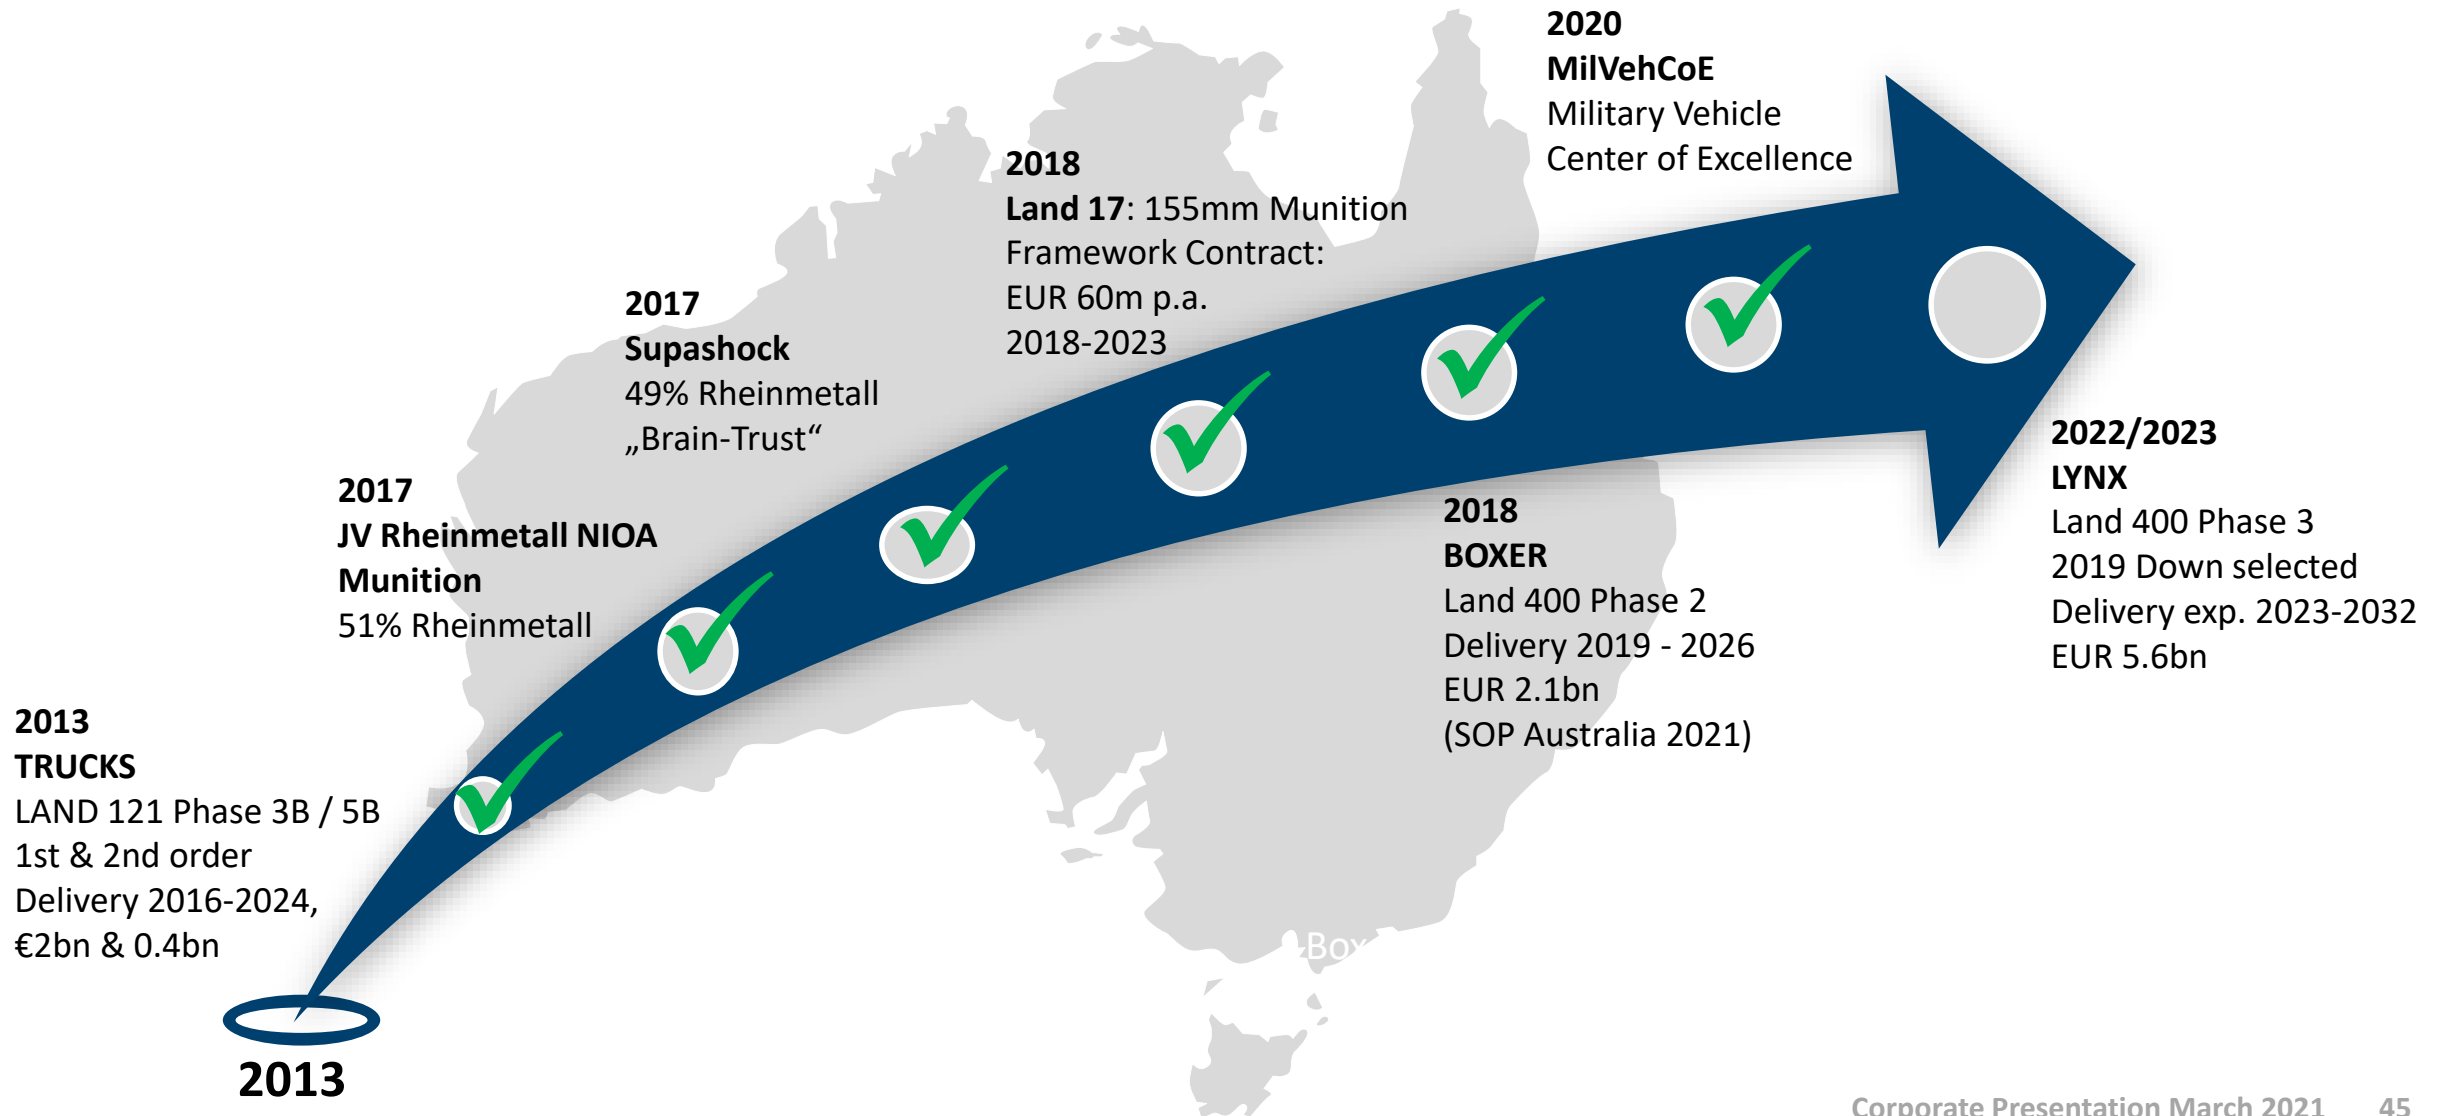 2013
TRUCKS
LAND 121 Phase 3B / 5B
1st & 2nd order
Delivery 2016-2024,
€2bn & 0.4bn
2013
2017
JV Rheinmetall NIOA
Munition
51% Rheinmetall
2017
Supashock
49% Rheinmetall
„Brain-Trust“
2018
Land 17: 155mm Munition
Framework Contract:
EUR 60m p.a.
2018-2023
2018
BOXER
Land 400 Phase 2
Delivery 2019 - 2026
EUR 2.1bn
(SOP Australia 2021)
2020
MilVehCoE
Military Vehicle
Center of Excellence
2022/2023
LYNX
Land 400 Phase 3
2019 Down selected
Delivery exp. 2023-2032
EUR 5.6bn
Box
Corporate Presentation March 2021 45